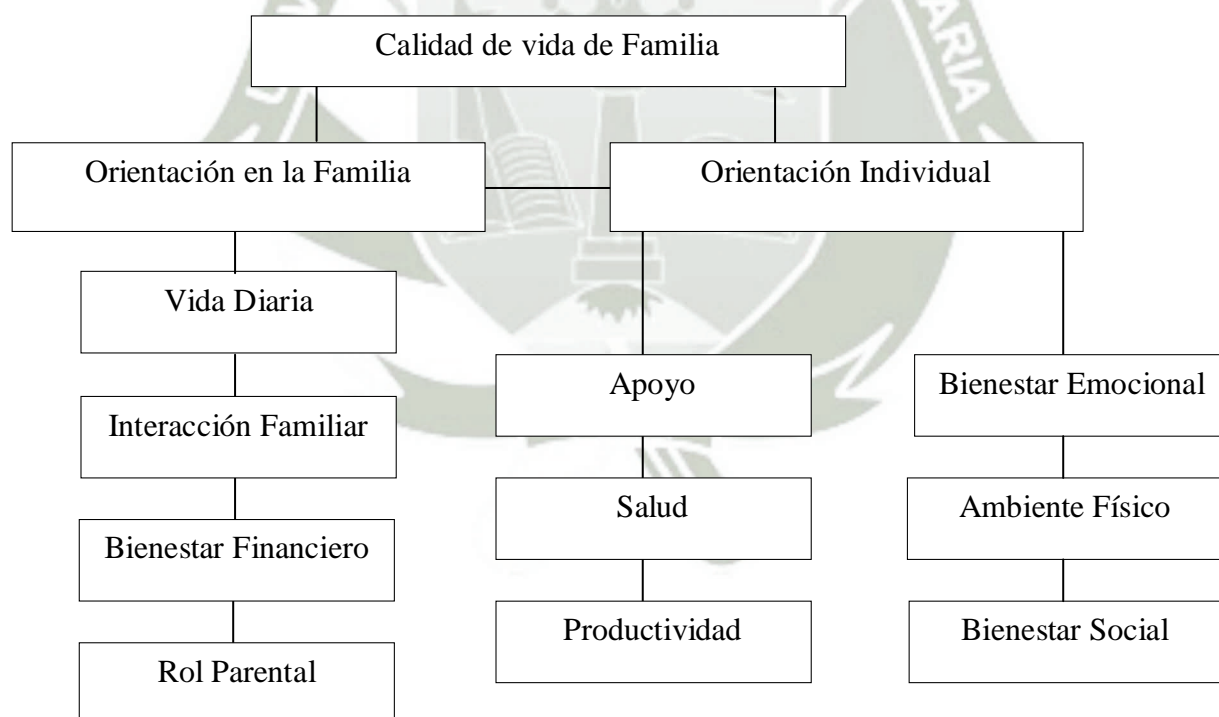 Calidad de vida de Familia
Orientación en la Familia
Orientación Individual
Vida Diaria
Interacción Familiar
Bienestar Financiero
Rol Parental
Apoyo
Salud
Productividad
Bienestar Emocional
Ambiente Físico
Bienestar Social